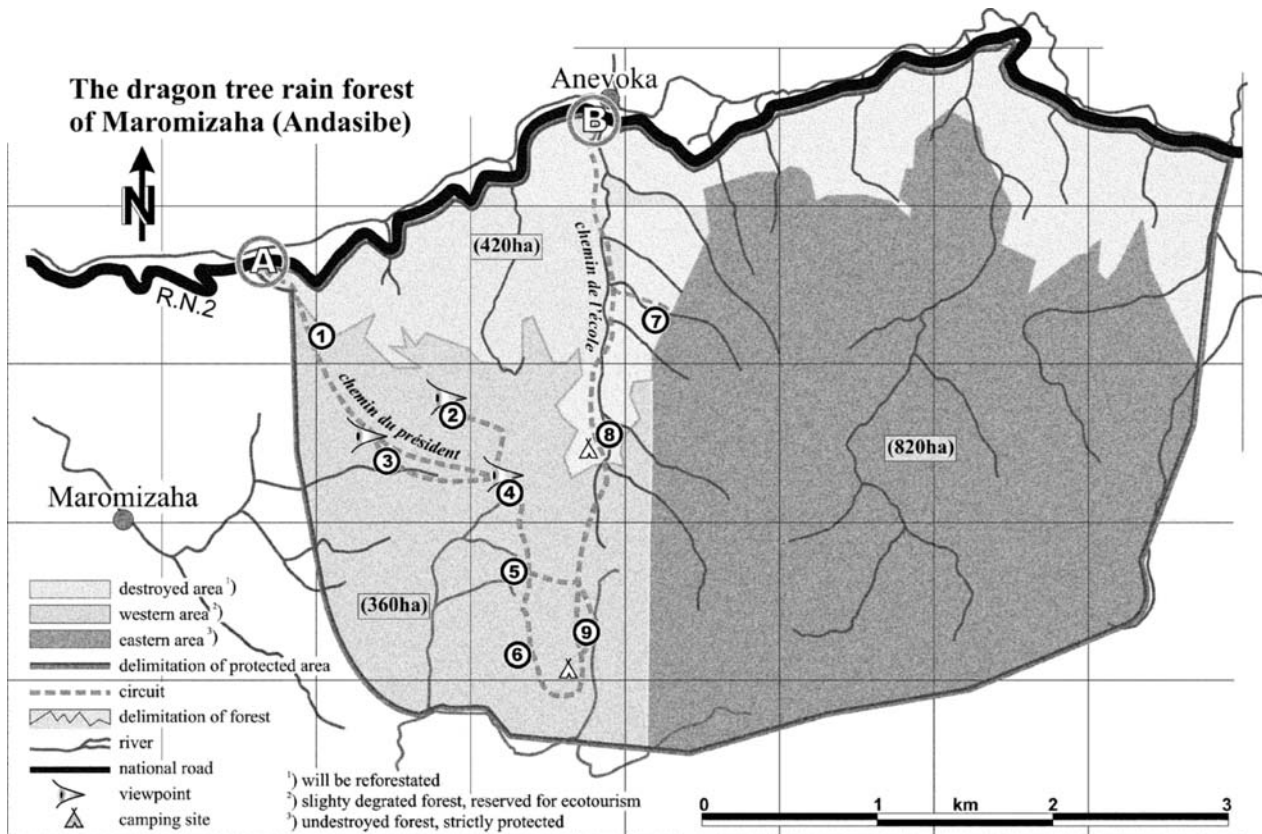 The dragon tree rain forest
of Maromizaha (Andasibe)
N
Anevoka
B
A
R.N.2
(420ha)
chemin de l'école
1
7
chemin du président
2
8
3
4
(820ha)
Maromizaha
5
(360ha)
9
6
destroyed area ¹)
western area ²)
eastern area ³)
delimitation of protected area
circuit
delimitation of forest
river
national road
viewpoint
camping site
¹) will be reforestated
²) slighty degrated forest, reserved for ecotourism
³) undestroyed forest, strictly protected
0 1 km 2 3